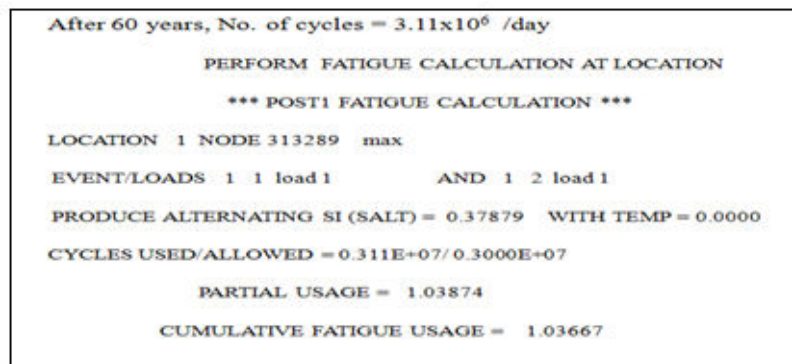 After 60 years, No. of cycles = 3.11x10⁶ /day
PERFORM FATIGUE CALCULATION AT LOCATION
*** POST1 FATIGUE CALCULATION ***
LOCATION 1 NODE 313289 max
EVENT/LOADS 1 1 load 1 AND 1 2 load 1
PRODUCE ALTERNATING SI (SALT) = 0.37879 WITH TEMP = 0.0000
CYCLES USED/ALLOWED = 0.311E+07/ 0.3000E+07
PARTIAL USAGE = 1.03874
CUMULATIVE FATIGUE USAGE = 1.03667